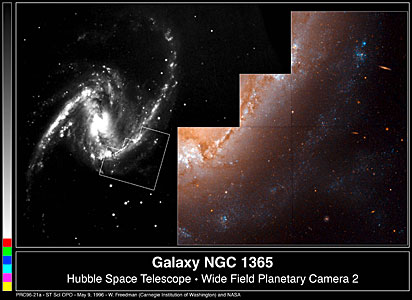 Galaxy NGC 1365
Hubble Space Telescope • Wide Field Planetary Camera 2
PRC96-21a • ST ScI OPO • May 9, 1996 • W. Freedman (Carnegie Institution of Washington) and NASA